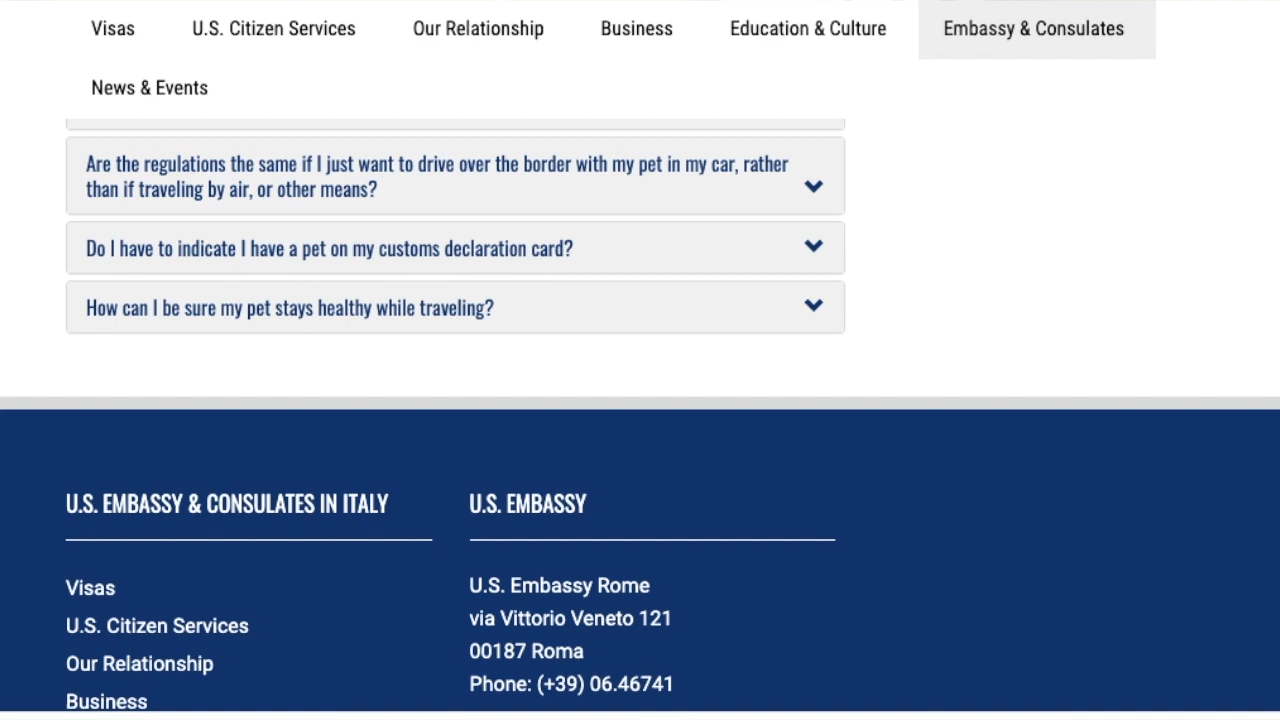 Visas
U.S. Citizen Services
Our Relationship
Business
Education & Culture
Embassy & Consulates
News & Events
Are the regulations the same if I just want to drive over the border with my pet in my car, rather
than if traveling by air, or other means?
Do I have to indicate I have a pet on my customs declaration card?
How can I be sure my pet stays healthy while traveling?
U.S. EMBASSY & CONSULATES IN ITALY
Visas
U.S. Citizen Services
Our Relationship
Business
U.S. EMBASSY
U.S. Embassy Rome
via Vittorio Veneto 121
00187 Roma
Phone: (+39) 06.46741